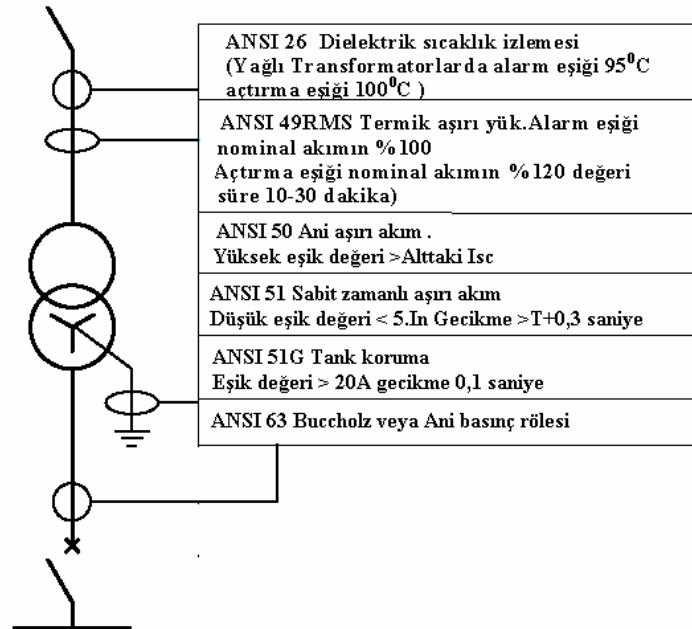 ANSI 26 Dielektrik sıcaklık izlemesi
(Yağlı Transformatorlarda alarm eşiği 95⁰C
açtırma eşiği 100⁰C )
ANSI 49RMS Termik aşırı yük.Alarm eşiği
nominal akımın %100
Açtırma eşiği nominal akımın %120 değeri
süre 10-30 dakika)
ANSI 50 Ani aşırı akım .
Yüksek eşik değeri >Alttaki Isc
ANSI 51 Sabit zamanlı aşırı akım
Düşük eşik değeri < 5.In Gecikme >T+0,3 saniye
ANSI 51G Tank koruma
Eşik değeri > 20A gecikme 0,1 saniye
ANSI 63 Buccholz veya Ani basınç rölesi